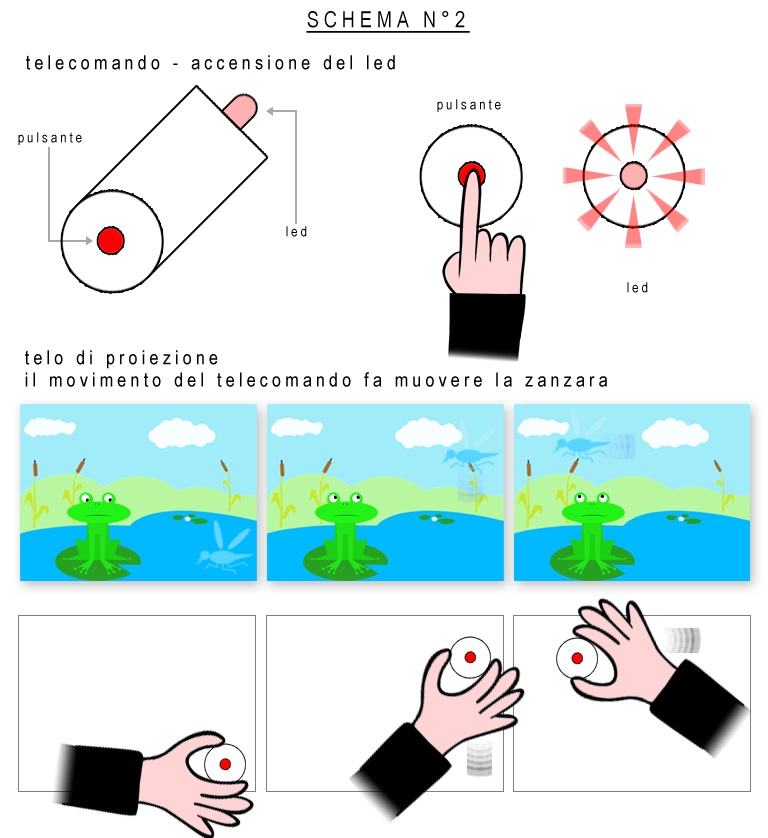 SCHEMA N°2
telecomando - accensione del led
pulsante
led
pulsante
led
telo di proiezione
il movimento del telecomando fa muovere la zanzara